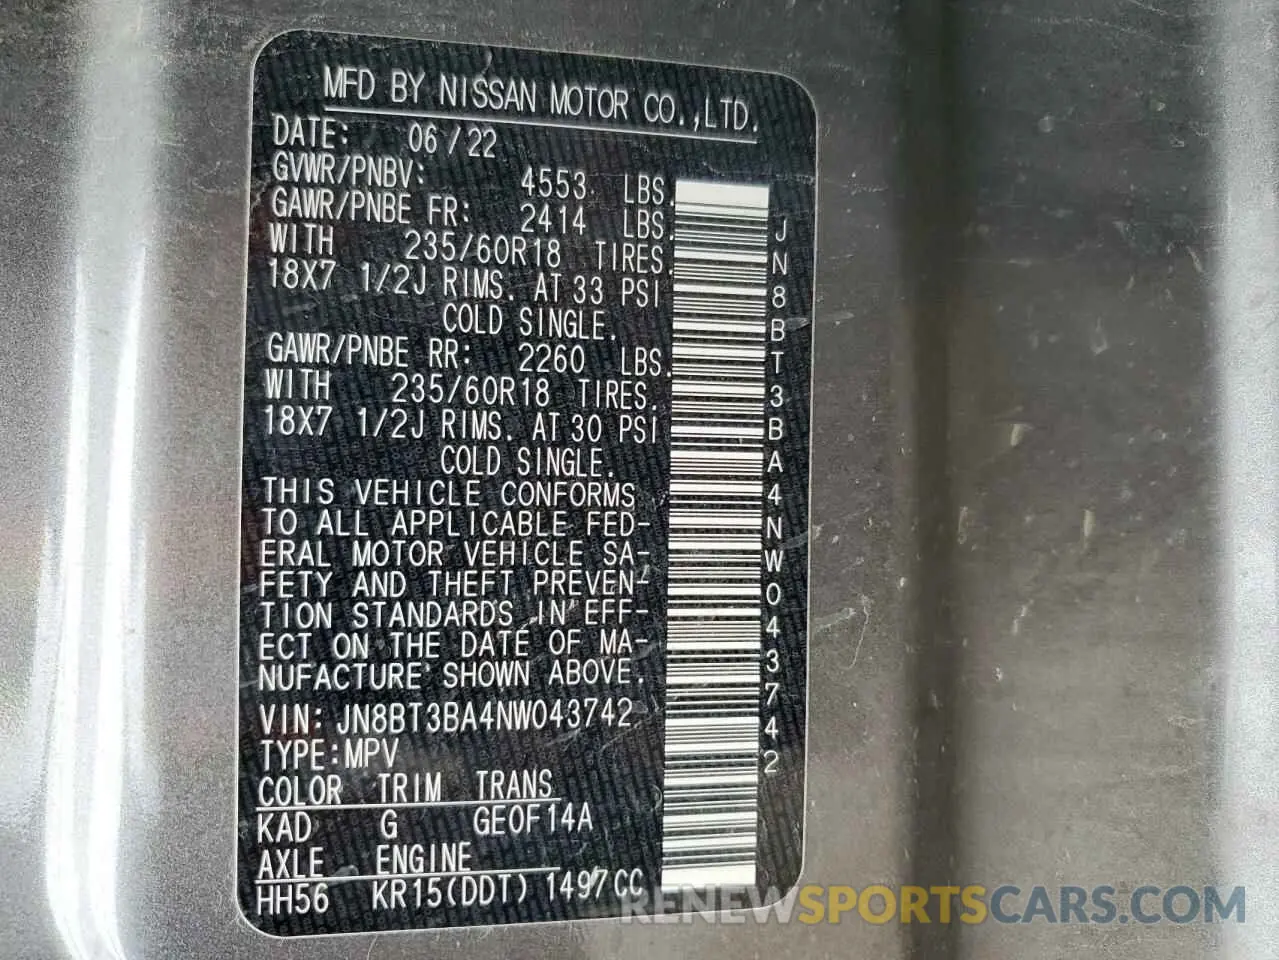 MFD BY NISSAN MOTOR CO.,LTD.
DATE: 06/22
GVWR/PNBV: 4553 LBS.
GAWR/PNBE FR: 2414 LBS.
WITH 235/60R18 TIRES.
18X7 1/2J RIMS. AT 33 PSI
COLD SINGLE.
GAWR/PNBE RR: 2260 LBS.
WITH 235/60R18 TIRES.
18X7 1/2J RIMS. AT 30 PSI
COLD SINGLE.
THIS VEHICLE CONFORMS
TO ALL APPLICABLE FED-
ERAL MOTOR VEHICLE SA-
FETY AND THEFT PREVEN-
TION STANDARDS IN EFF-
ECT ON THE DATE OF MA-
NUFACTURE SHOWN ABOVE.
VIN: JN8BT3BA4NW043742
TYPE:MPV
COLOR TRIM TRANS
KAD G GE0F14A
AXLE ENGINE
HH56 KR15(DDT) 1497CC
JN8BT3BA4NW043742
RENEWSPORTSCARS.COM